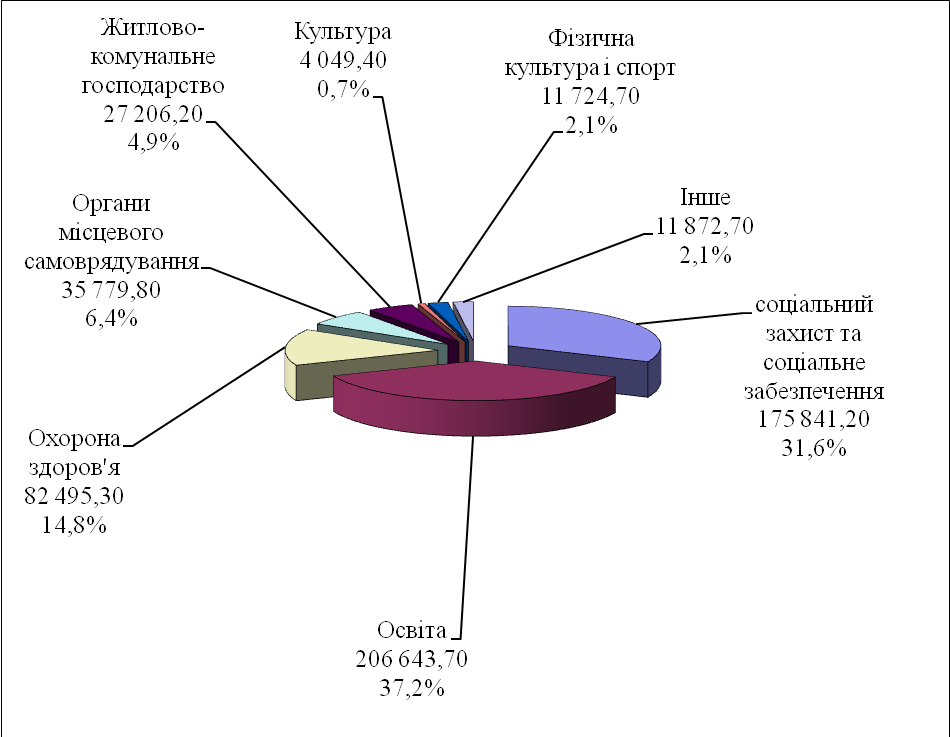 Житлово-
комунальне
господарство
27 206,20
4,9%
Культура
4 049,40
0,7%
Фізична
культура і спорт
11 724,70
2,1%
Інше
11 872,70
2,1%
Органи
місцевого
самоврядування
35 779,80
6,4%
соціальний
захист та
соціальне
забезпечення
175 841,20
31,6%
Охорона
здоров'я
82 495,30
14,8%
Освіта
206 643,70
37,2%